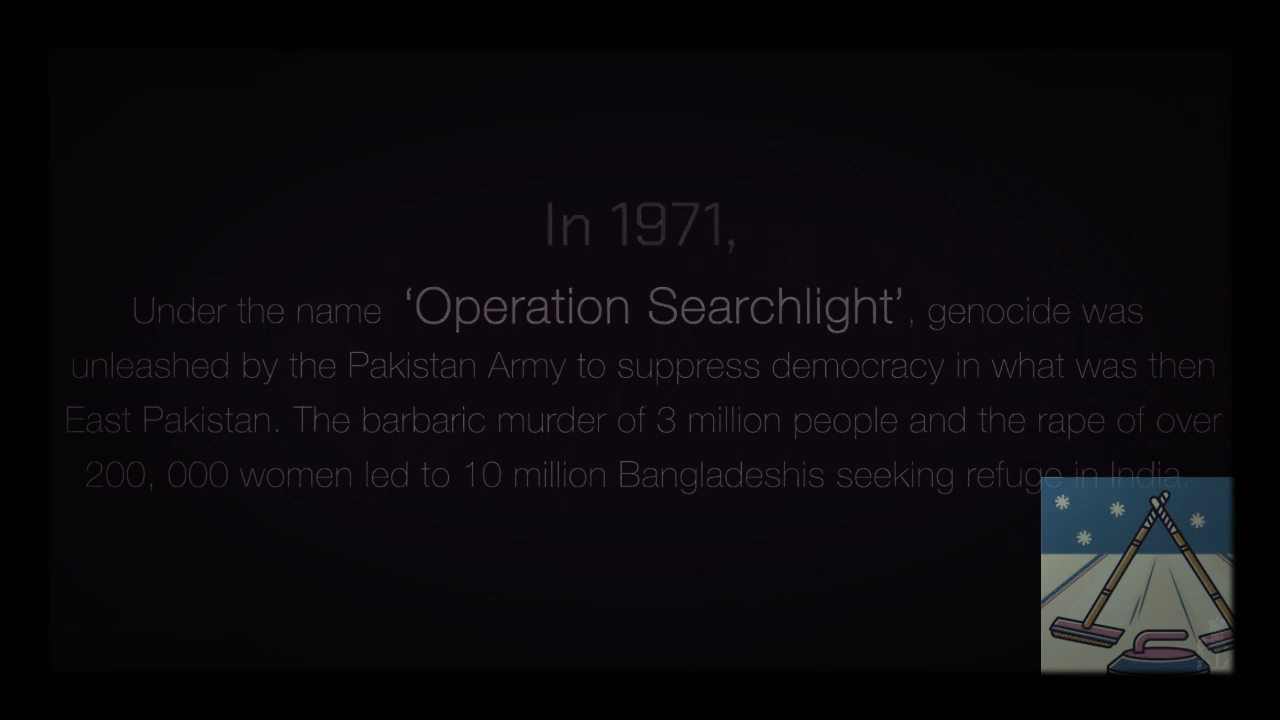 In 1971,
Under the name ‘Operation Searchlight’, genocide was
unleashed by the Pakistan Army to suppress democracy in what was then
East Pakistan. The barbaric murder of 3 million people and the rape of over
200, 000 women led to 10 million Bangladeshis seeking refuge in India.